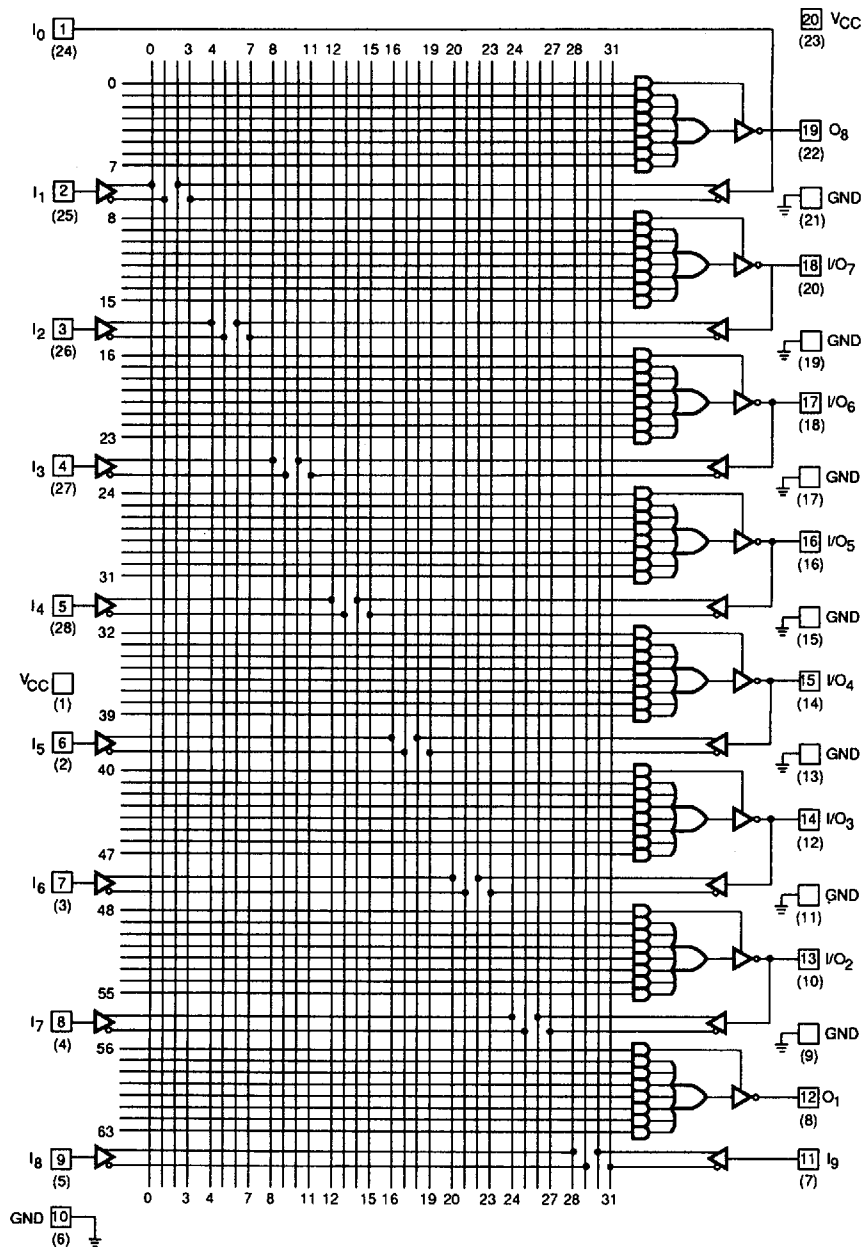 I0 1 (24)
20 VCC (23)
0 3 4 7 8 11 12 15 16 19 20 23 24 27 28 31
0
19 O8 (22)
7
I1 2 (25)
GND (21)
8
18 I/O7 (20)
15
I2 3 (26)
GND (19)
16
17 I/O6 (18)
23
I3 4 (27)
GND (17)
24
16 I/O5 (16)
31
I4 5 (28)
GND (15)
32
VCC (1)
15 I/O4 (14)
39
I5 6 (2)
GND (13)
40
14 I/O3 (12)
47
I6 7 (3)
GND (11)
48
13 I/O2 (10)
55
I7 8 (4)
GND (9)
56
12 O1 (8)
63
I8 9 (5)
11 I9 (7)
0 3 4 7 8 11 12 15 16 19 20 23 24 27 28 31
GND 10 (6)